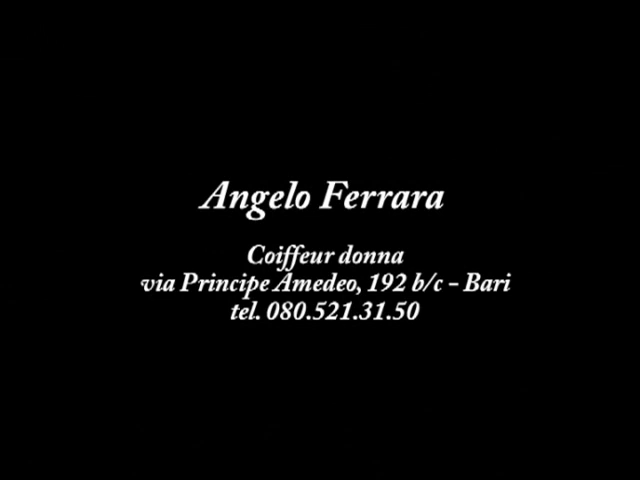 Angelo Ferrara
Coiffeur donna
via Principe Amedeo, 192 b/c - Bari
tel. 080.521.31.50